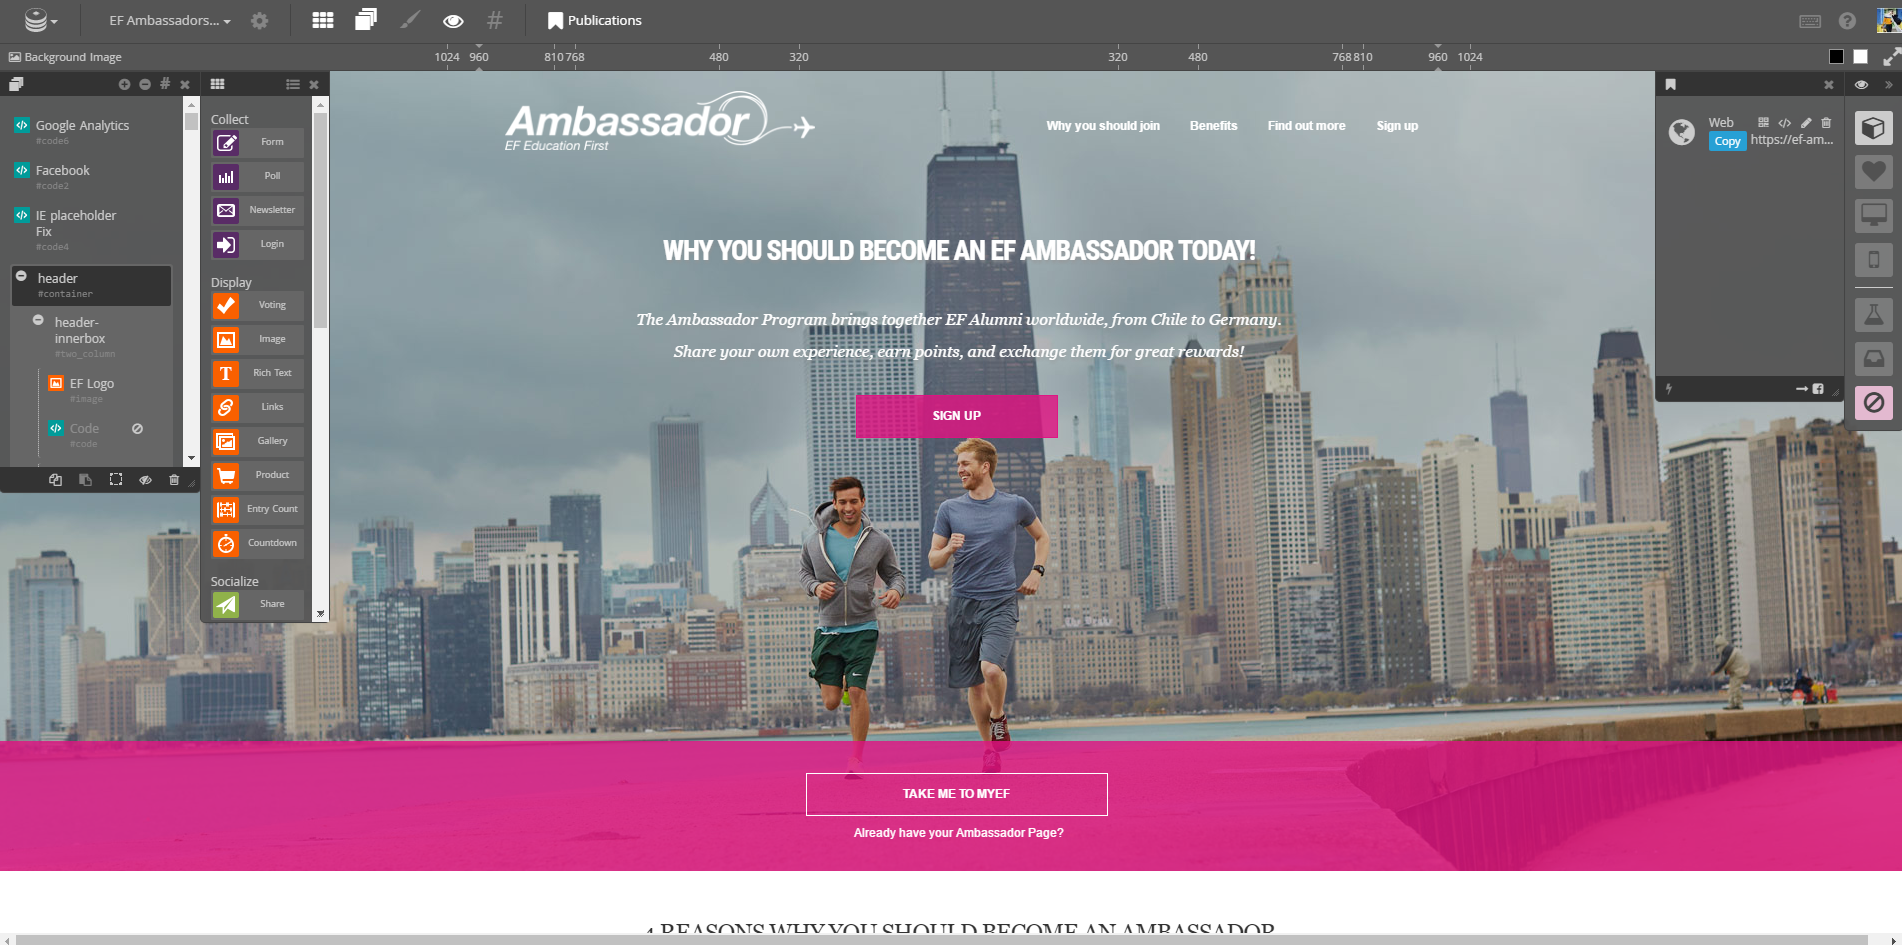 EF Ambassadors...
Publications
Background Image
1024 960 810 768 480 320 320 480 768 810 960 1024
Google Analytics
#code6
Facebook
#code2
IE placeholder
Fix
#code4
header
#container
header-
innerbox
#two_column
EF Logo
#image
Code
#code
Collect
Form
Poll
Newsletter
Login
Display
Voting
Image
Rich Text
Links
Gallery
Product
Entry Count
Countdown
Socialize
Share
Ambassador
EF Education First
Why you should join Benefits Find out more Sign up
WHY YOU SHOULD BECOME AN EF AMBASSADOR TODAY!
The Ambassador Program brings together EF Alumni worldwide, from Chile to Germany.
Share your own experience, earn points, and exchange them for great rewards!
SIGN UP
TAKE ME TO MYEF
Already have your Ambassador Page?
4 REASONS WHY YOU SHOULD BECOME AN AMBASSADOR
Web
Copy https://ef-am...